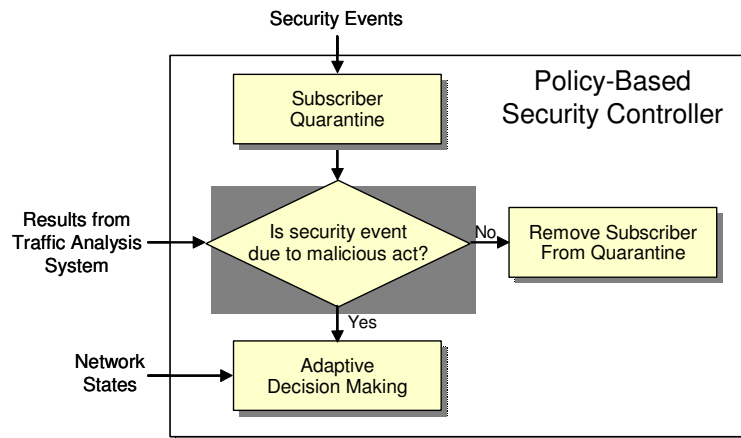 Security Events
Policy-Based
Security Controller
Subscriber
Quarantine
Results from
Traffic Analysis
System
Is security event
due to malicious act?
No
Remove Subscriber
From Quarantine
Yes
Network
States
Adaptive
Decision Making